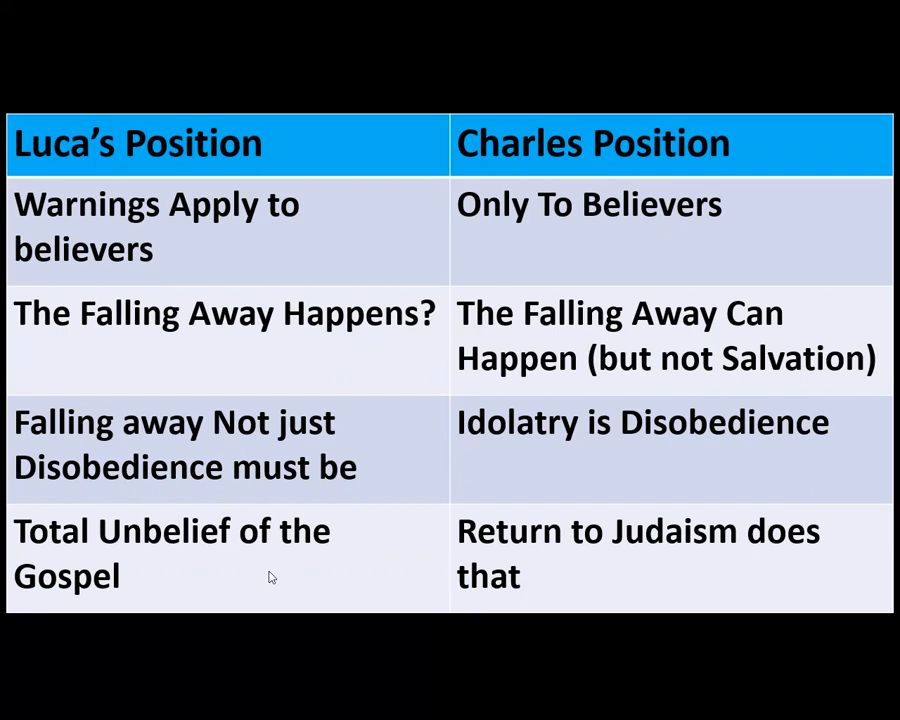 Luca’s Position
Charles Position
Warnings Apply to
believers
Only To Believers
The Falling Away Happens?
The Falling Away Can
Happen (but not Salvation)
Falling away Not just
Disobedience must be
Idolatry is Disobedience
Total Unbelief of the
Gospel
Return to Judaism does
that